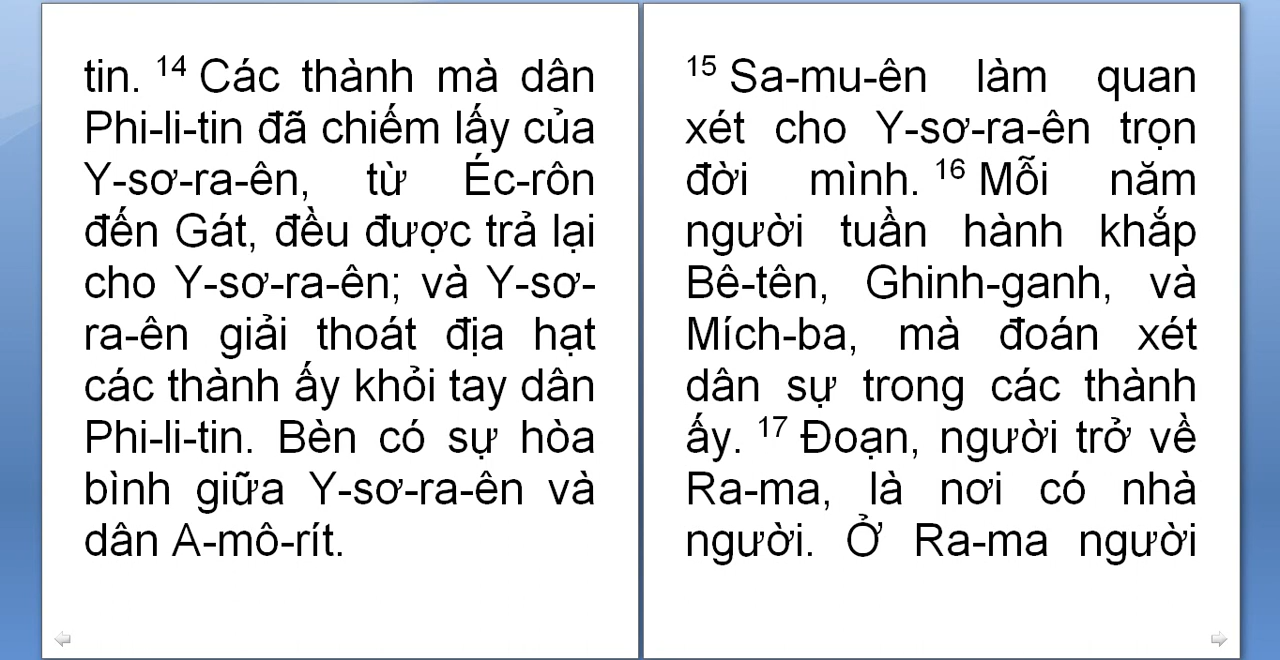 tin. ¹⁴ Các thành mà dân
Phi-li-tin đã chiếm lấy của
Y-sơ-ra-ên, từ Éc-rôn
đến Gát, đều được trả lại
cho Y-sơ-ra-ên; và Y-sơ-
ra-ên giải thoát địa hạt
các thành ấy khỏi tay dân
Phi-li-tin. Bèn có sự hòa
bình giữa Y-sơ-ra-ên và
dân A-mô-rít.
¹⁵ Sa-mu-ên làm quan
xét cho Y-sơ-ra-ên trọn
đời mình. ¹⁶ Mỗi năm
người tuần hành khắp
Bê-tên, Ghinh-ganh, và
Mích-ba, mà đoán xét
dân sự trong các thành
ấy. ¹⁷ Đoạn, người trở về
Ra-ma, là nơi có nhà
người. Ở Ra-ma người